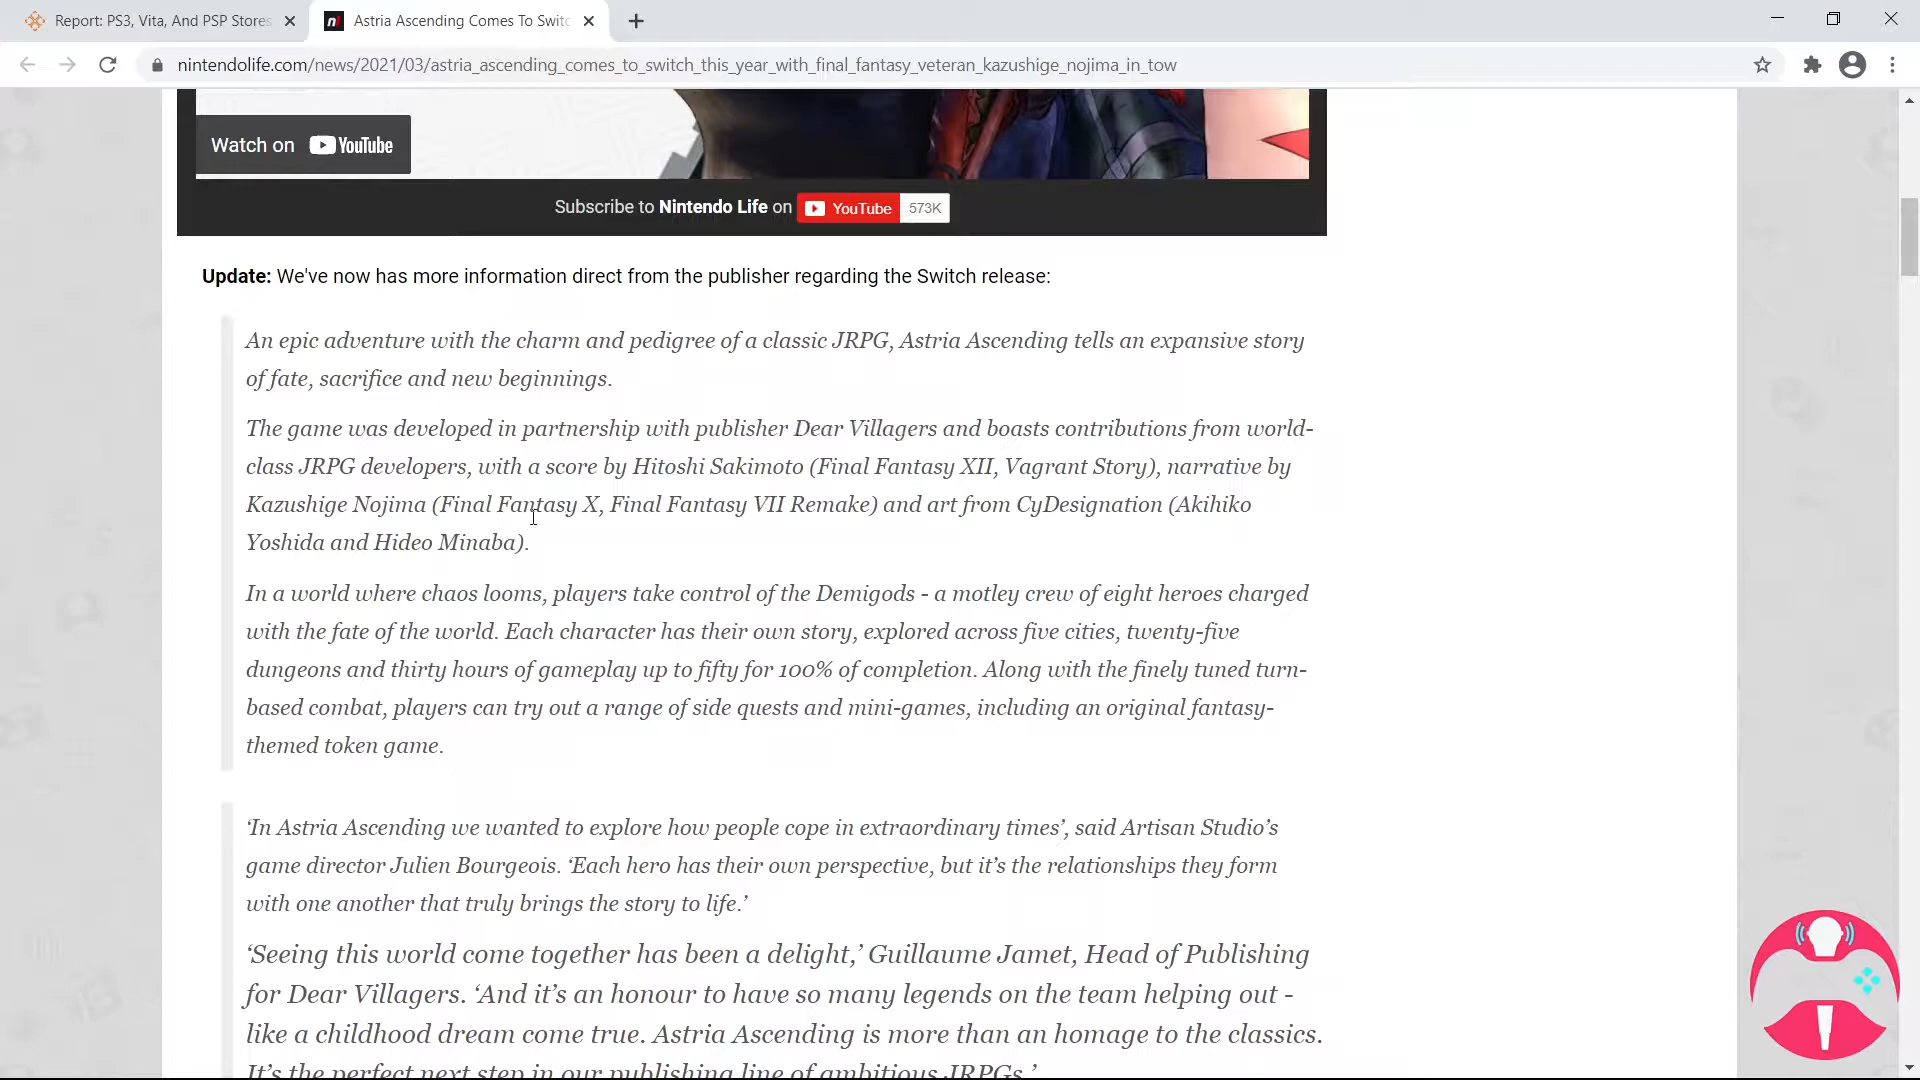 Report: PS3, Vita, And PSP Stores
Astria Ascending Comes To Switc
nintendolife.com/news/2021/03/astria_ascending_comes_to_switch_this_year_with_final_fantasy_veteran_kazushige_nojima_in_tow
Watch on YouTube
Subscribe to Nintendo Life on YouTube 573K
Update: We've now has more information direct from the publisher regarding the Switch release:
An epic adventure with the charm and pedigree of a classic JRPG, Astria Ascending tells an expansive story
of fate, sacrifice and new beginnings.
The game was developed in partnership with publisher Dear Villagers and boasts contributions from world-
class JRPG developers, with a score by Hitoshi Sakimoto (Final Fantasy XII, Vagrant Story), narrative by
Kazushige Nojima (Final Fantasy X, Final Fantasy VII Remake) and art from CyDesignation (Akihiko
Yoshida and Hideo Minaba).
In a world where chaos looms, players take control of the Demigods - a motley crew of eight heroes charged
with the fate of the world. Each character has their own story, explored across five cities, twenty-five
dungeons and thirty hours of gameplay up to fifty for 100% of completion. Along with the finely tuned turn-
based combat, players can try out a range of side quests and mini-games, including an original fantasy-
themed token game.
‘In Astria Ascending we wanted to explore how people cope in extraordinary times’, said Artisan Studio’s
game director Julien Bourgeois. ‘Each hero has their own perspective, but it’s the relationships they form
with one another that truly brings the story to life.’
‘Seeing this world come together has been a delight,’ Guillaume Jamet, Head of Publishing
for Dear Villagers. ‘And it’s an honour to have so many legends on the team helping out -
like a childhood dream come true. Astria Ascending is more than an homage to the classics.
It’s the perfect next step in our publishing line of ambitious JRPGs.’